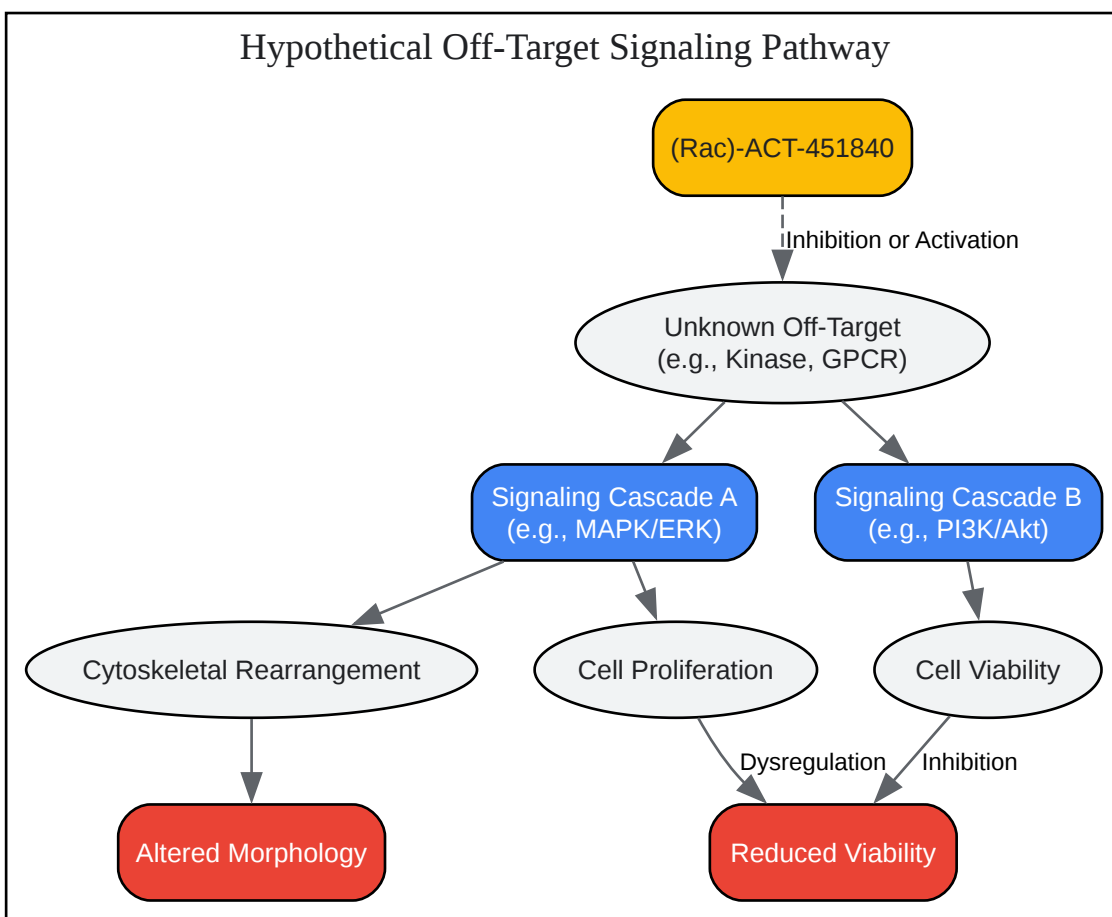 Hypothetical Off-Target Signaling Pathway
(Rac)-ACT-451840
Inhibition or Activation
Unknown Off-Target
(e.g., Kinase, GPCR)
Signaling Cascade A
(e.g., MAPK/ERK)
Signaling Cascade B
(e.g., PI3K/Akt)
Cytoskeletal Rearrangement
Cell Proliferation
Cell Viability
Dysregulation
Inhibition
Altered Morphology
Reduced Viability